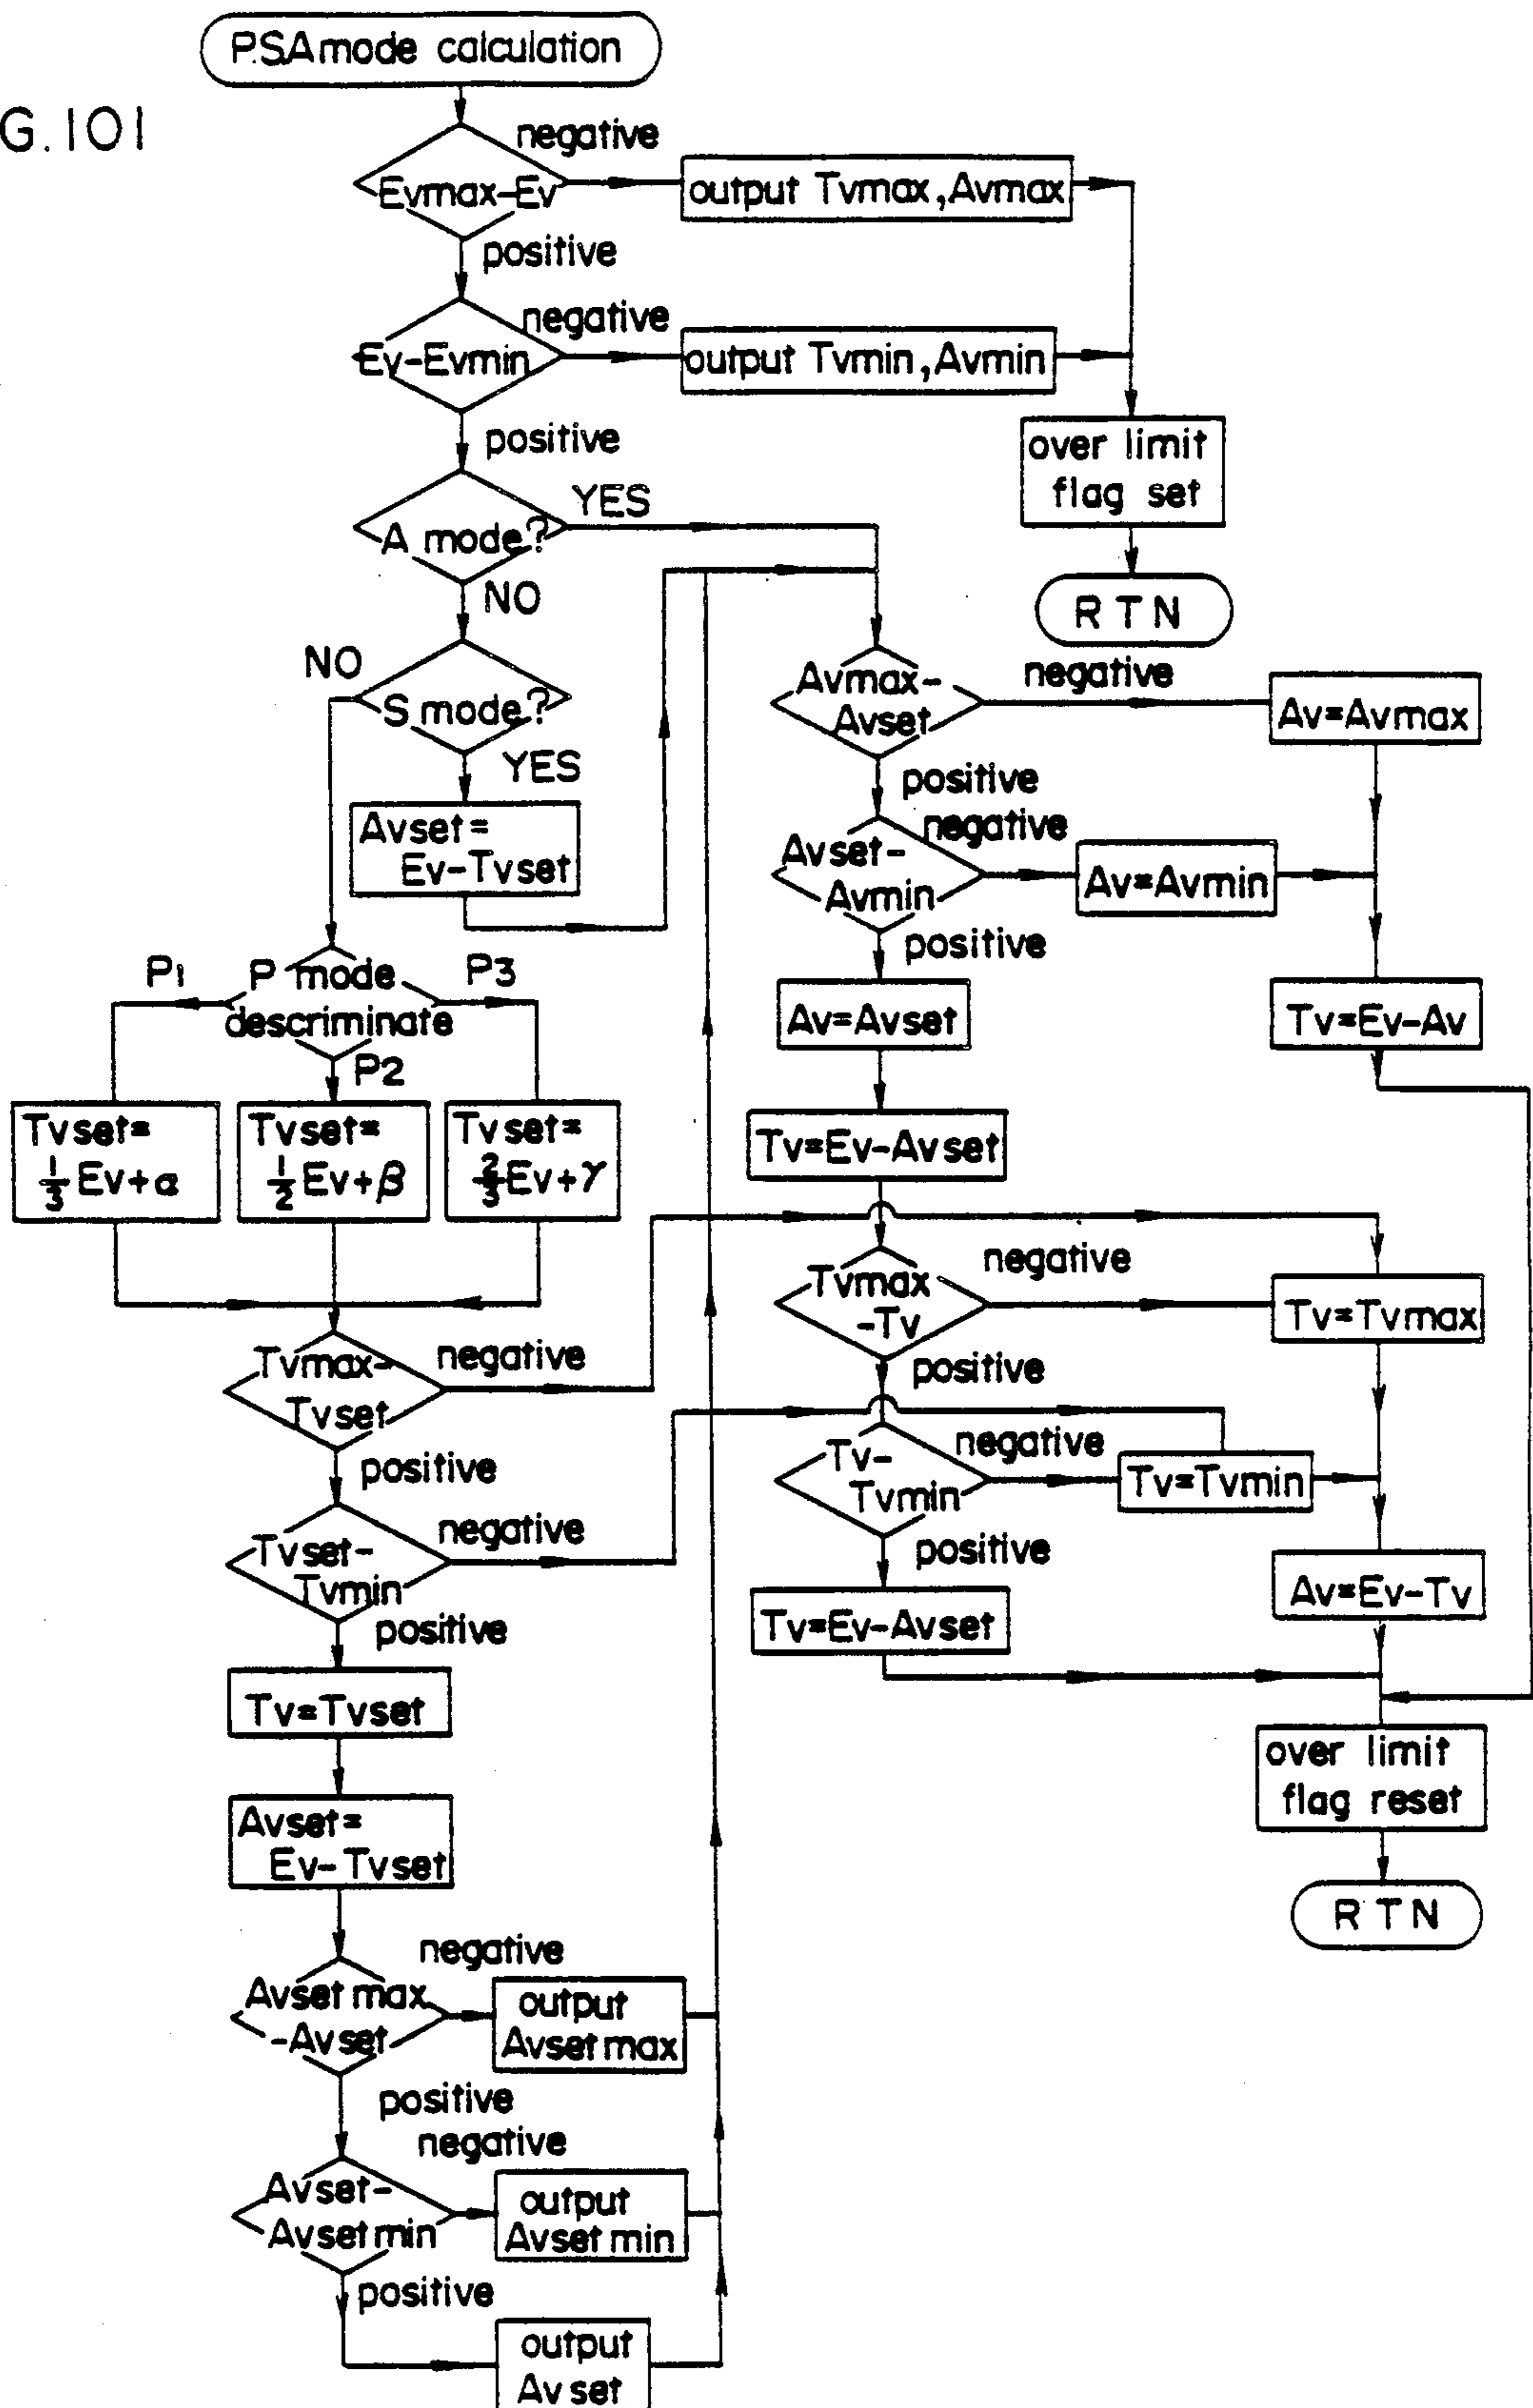 P.S.A mode calculation
G. 101
negative
Evmax-Ev
output Tvmax, Avmax
positive
negative
Ev-Evmin
output Tvmin, Avmin
positive
over limit
flag set
YES
A mode?
NO
R T N
NO
S mode?
YES
Avset=
Ev-Tvset
Avmax-
Avset
negative
Av=Avmax
positive
negative
Avset-
Avmin
Av=Avmin
positive
Av=Avset
Tv=Ev-Av
P1
P mode
descriminate
P3
P2
Tvset=
1/3 Ev+α
Tvset=
1/2 Ev+β
Tvset=
2/3 Ev+γ
Tv=Ev-Avset
Tvmax
-Tv
negative
Tv=Tvmax
positive
Tvmax-
Tvset
negative
positive
Tv-
Tvmin
negative
Tv=Tvmin
positive
Tvset-
Tvmin
negative
positive
Tv=Ev-Avset
Av=Ev-Tv
Tv=Tvset
over limit
flag reset
Avset=
Ev-Tvset
R T N
negative
Avset max
-Avset
output
Avset max
positive
negative
Avset-
Avset min
output
Avset min
positive
output
Avset